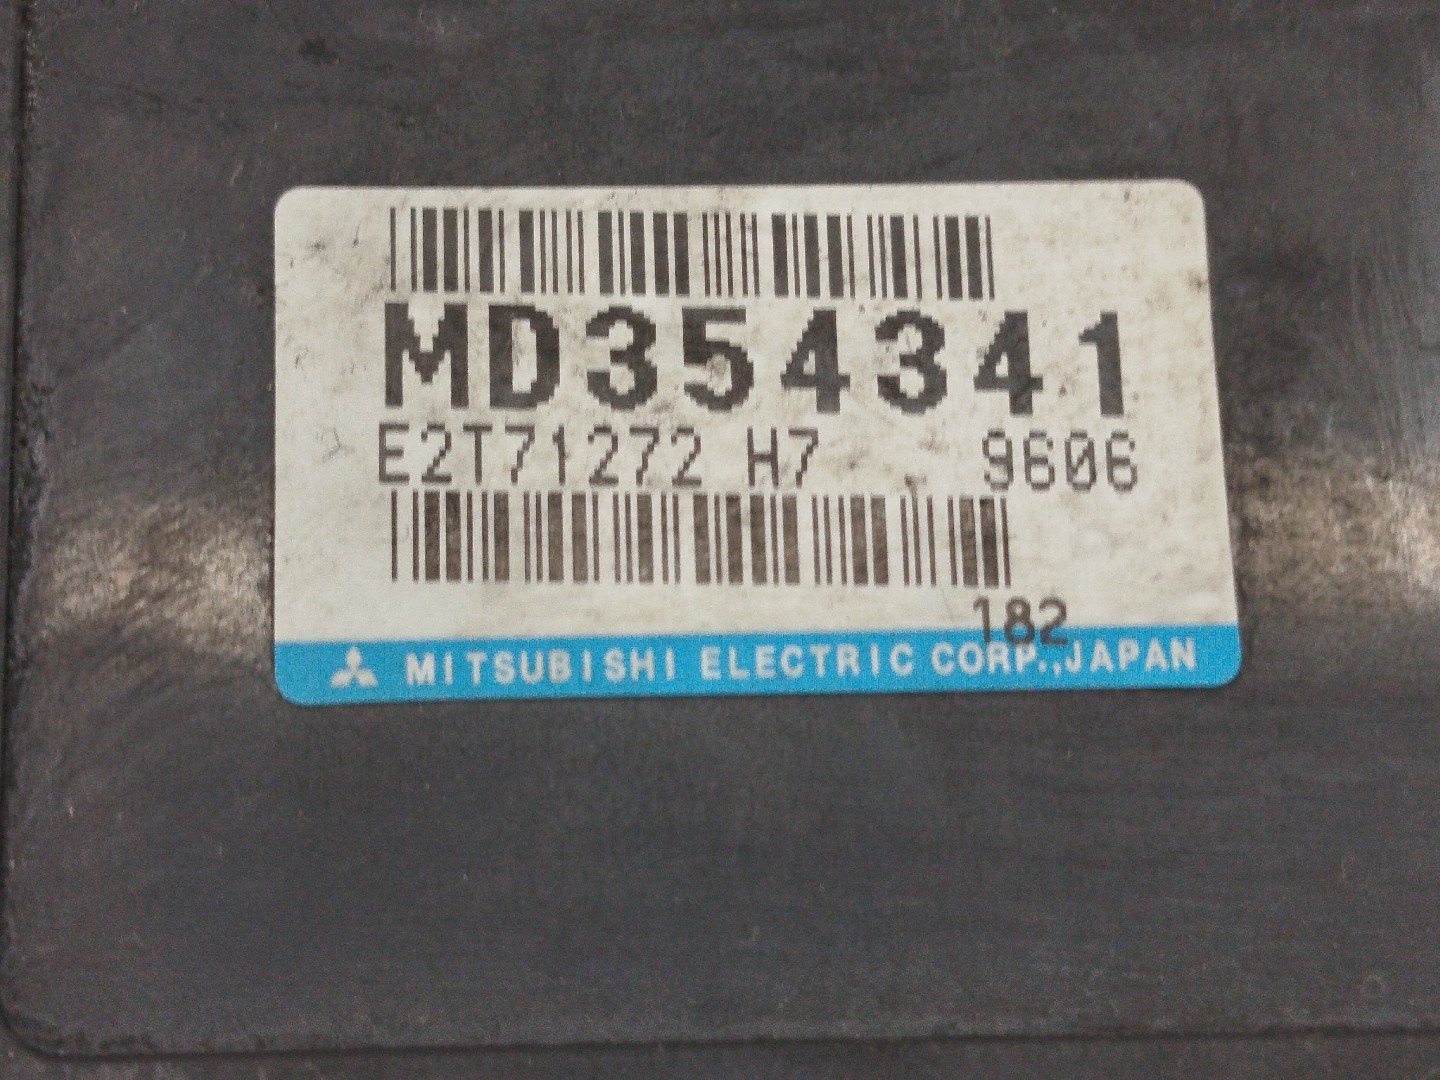 MD354341
E2T71272 H7 9606
182
MITSUBISHI ELECTRIC CORP.,JAPAN